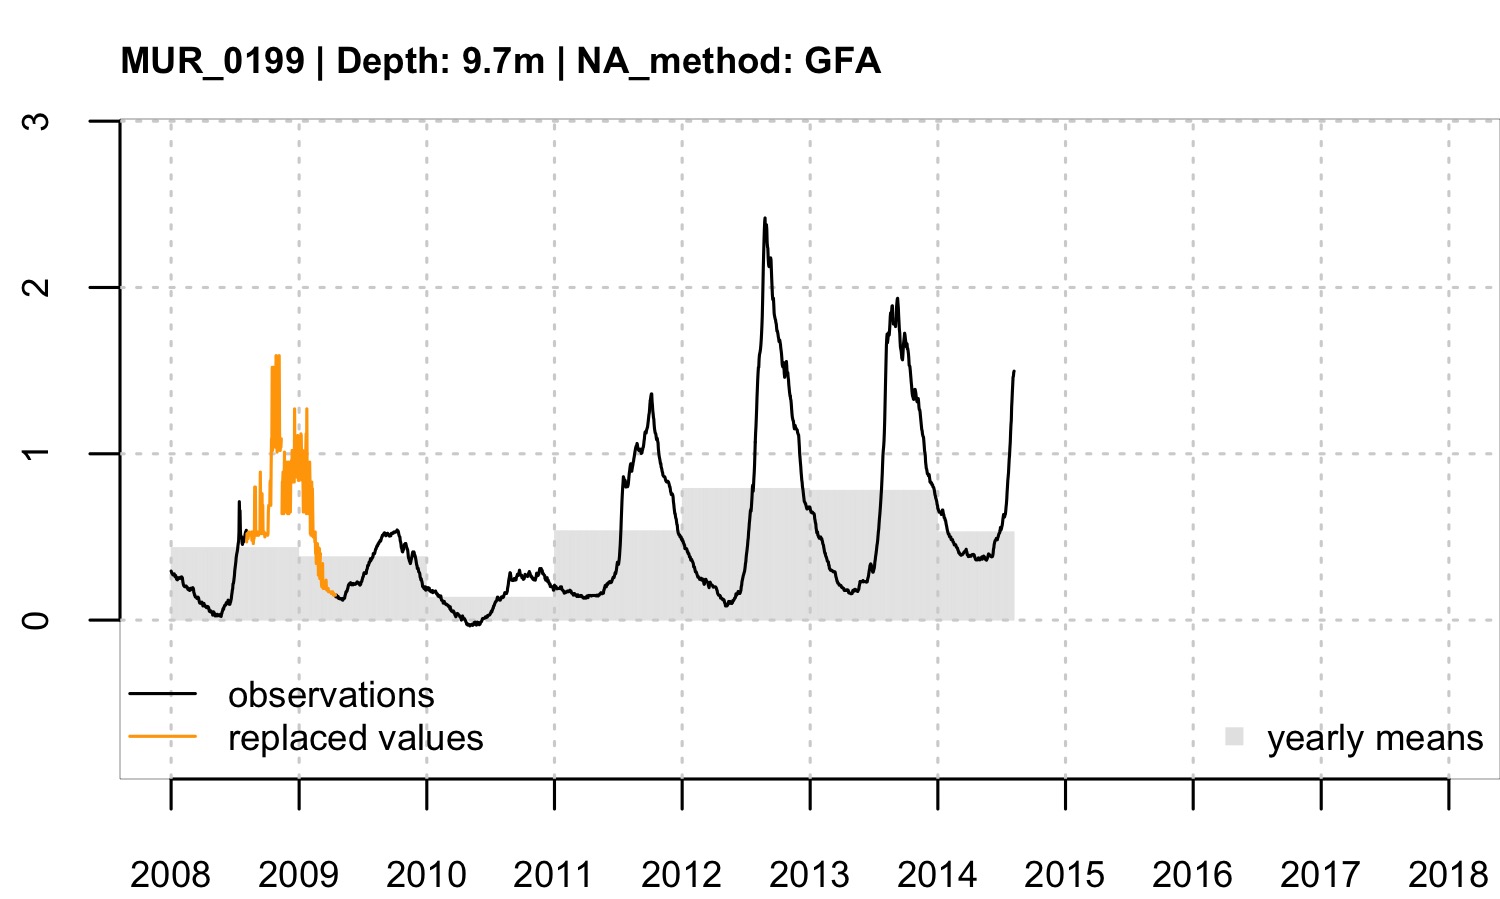 MUR_0199 | Depth: 9.7m | NA_method: GFA
3
2
1
0
observations
replaced values
yearly means
2008 2009 2010 2011 2012 2013 2014 2015 2016 2017 2018